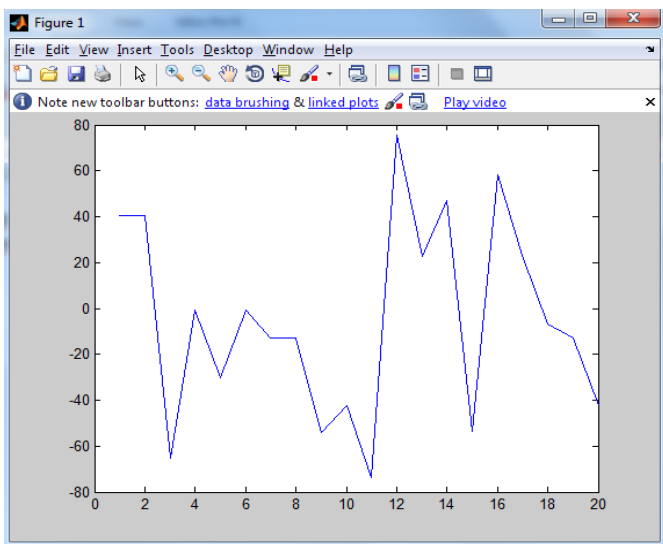 Figure 1
File Edit View Insert Tools Desktop Window Help
Note new toolbar buttons: data brushing & linked plots Play video
80
60
40
20
0
-20
-40
-60
-80
0 2 4 6 8 10 12 14 16 18 20